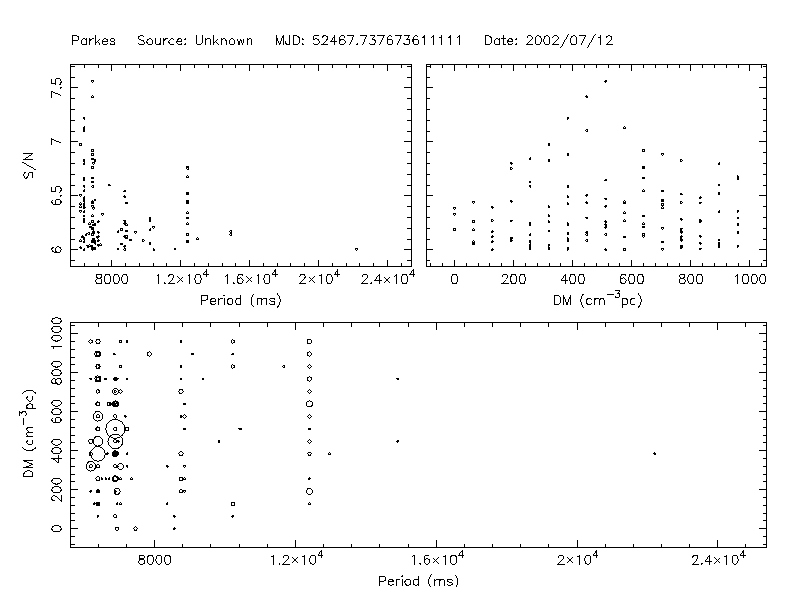 Parkes Source: Unknown MJD: 52467.737673611111 Date: 2002/07/12
S/N
6 6.5 7 7.5
8000 1.2×10⁴ 1.6×10⁴ 2×10⁴ 2.4×10⁴
Period (ms)
0 200 400 600 800 1000
DM (cm⁻³pc)
DM (cm⁻³pc)
0 200 400 600 800 1000
8000 1.2×10⁴ 1.6×10⁴ 2×10⁴ 2.4×10⁴
Period (ms)